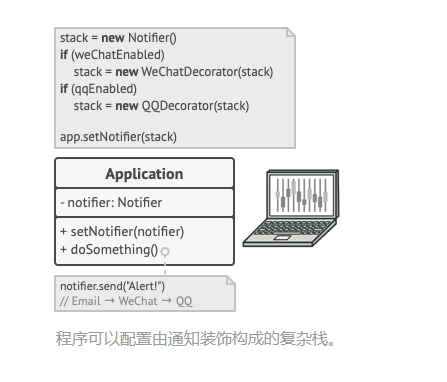 stack = new Notifier()
if (weChatEnabled)
stack = new WeChatDecorator(stack)
if (qqEnabled)
stack = new QQDecorator(stack)
app.setNotifier(stack)
Application
- notifier: Notifier
+ setNotifier(notifier)
+ doSomething()
notifier.send("Alert!")
// Email → WeChat → QQ
程序可以配置由通知装饰构成的复杂栈。